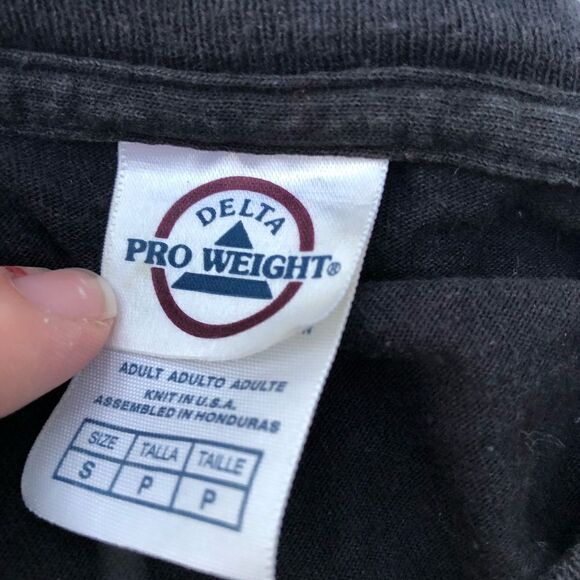 DELTA
PRO WEIGHT®
ADULT ADULTO ADULTE
KNIT IN U.S.A.
ASSEMBLED IN HONDURAS
SIZE TALLA TAILLE
S P P